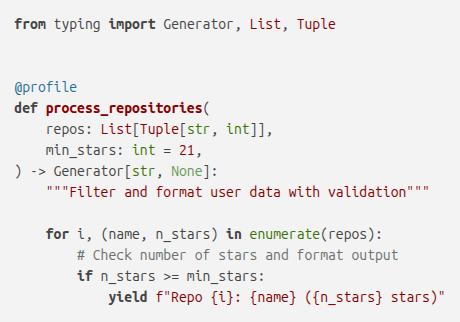 from typing import Generator, List, Tuple
@profile
def process_repositories(
    repos: List[Tuple[str, int]],
    min_stars: int = 21,
) -> Generator[str, None]:
    """Filter and format user data with validation"""
    for i, (name, n_stars) in enumerate(repos):
        # Check number of stars and format output
        if n_stars >= min_stars:
            yield f"Repo {i}: {name} ({n_stars} stars)"